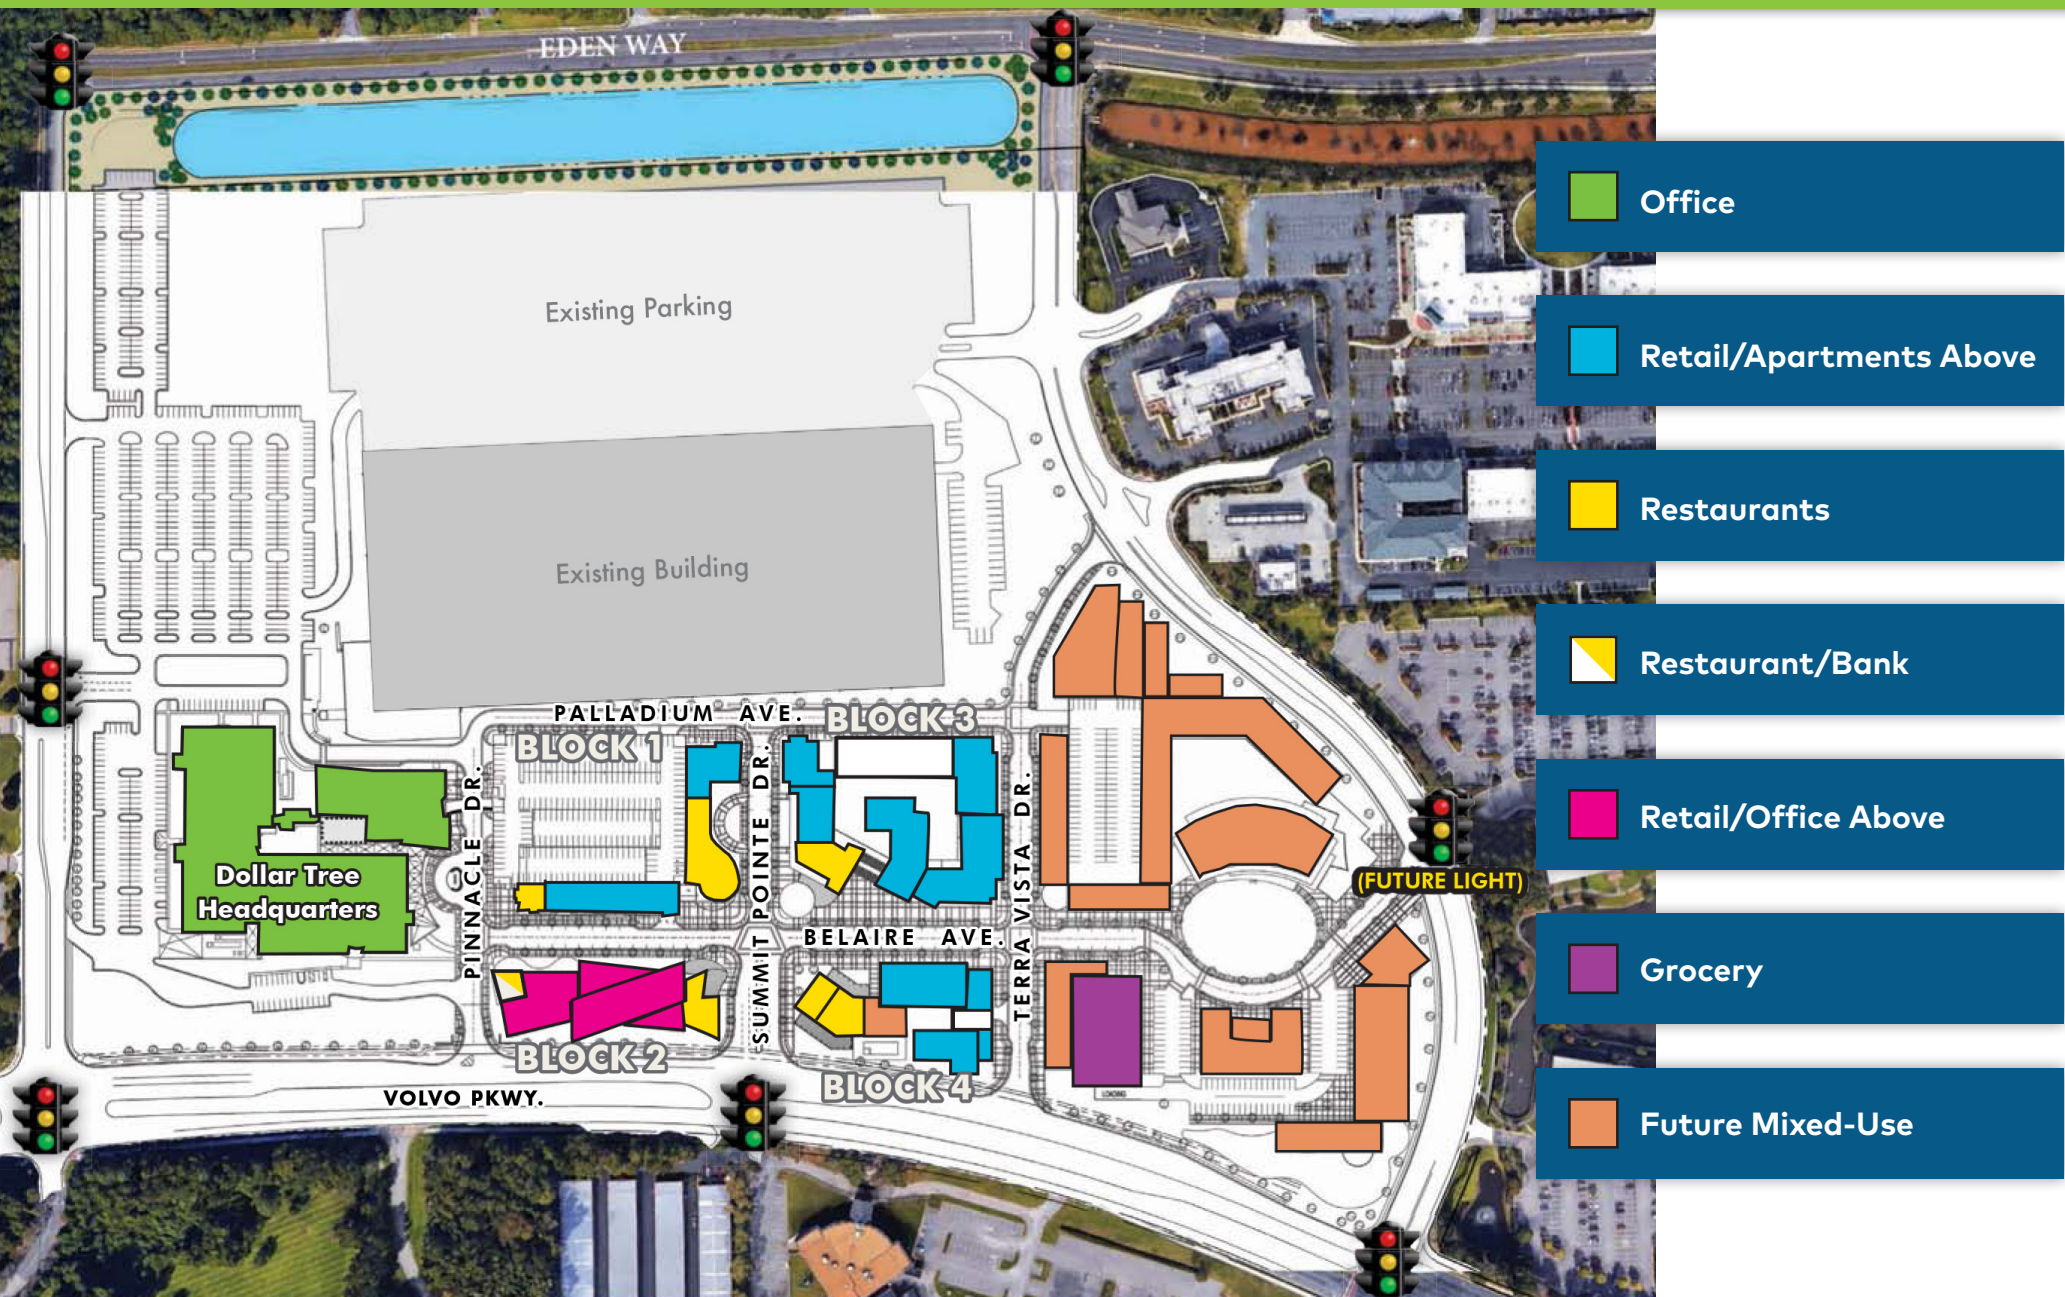 EDEN WAY
Existing Parking
Existing Building
PALLADIUM AVE.
BLOCK 1
BLOCK 3
PINNACLE DR.
SUMMIT POINTE DR.
TERRA VISTA DR.
Dollar Tree
Headquarters
BELAIRE AVE.
(FUTURE LIGHT)
BLOCK 2
BLOCK 4
LOADING
VOLVO PKWY.
Office
Retail/Apartments Above
Restaurants
Restaurant/Bank
Retail/Office Above
Grocery
Future Mixed-Use